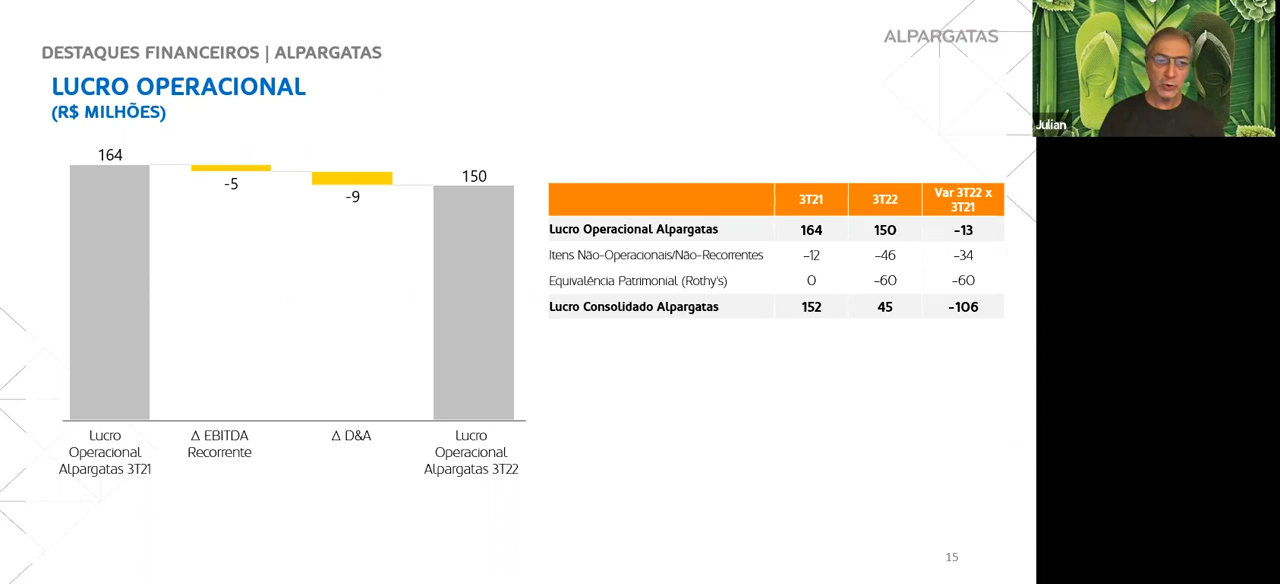 ALPARGATAS
DESTAQUES FINANCEIROS | ALPARGATAS
LUCRO OPERACIONAL
(R$ MILHÕES)
Julian
164
-5
-9
150
Lucro
Operacional
Alpargatas 3T21
Δ EBITDA
Recorrente
Δ D&A
Lucro
Operacional
Alpargatas 3T22
3T21 3T22 Var 3T22 x
3T21
Lucro Operacional Alpargatas 164 150 -13
Itens Não-Operacionais/Não-Recorrentes -12 -46 -34
Equivalência Patrimonial (Rothy's) 0 -60 -60
Lucro Consolidado Alpargatas 152 45 -106
15